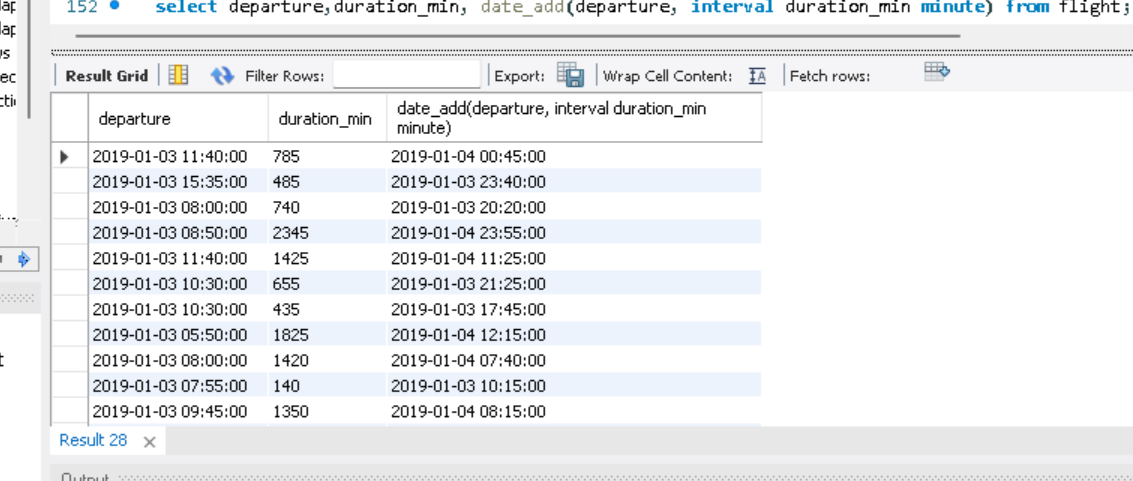 152 select departure,duration_min, date_add(departure, interval duration_min minute) from flight;
Result Grid Filter Rows: Export: Wrap Cell Content: IA Fetch rows:
departure duration_min date_add(departure, interval duration_min
minute)
2019-01-03 11:40:00 785 2019-01-04 00:45:00
2019-01-03 15:35:00 485 2019-01-03 23:40:00
2019-01-03 08:00:00 740 2019-01-03 20:20:00
2019-01-03 08:50:00 2345 2019-01-04 23:55:00
2019-01-03 11:40:00 1425 2019-01-04 11:25:00
2019-01-03 10:30:00 655 2019-01-03 21:25:00
2019-01-03 10:30:00 435 2019-01-03 17:45:00
2019-01-03 05:50:00 1825 2019-01-04 12:15:00
2019-01-03 08:00:00 1420 2019-01-04 07:40:00
2019-01-03 07:55:00 140 2019-01-03 10:15:00
2019-01-03 09:45:00 1350 2019-01-04 08:15:00
Result 28
Output